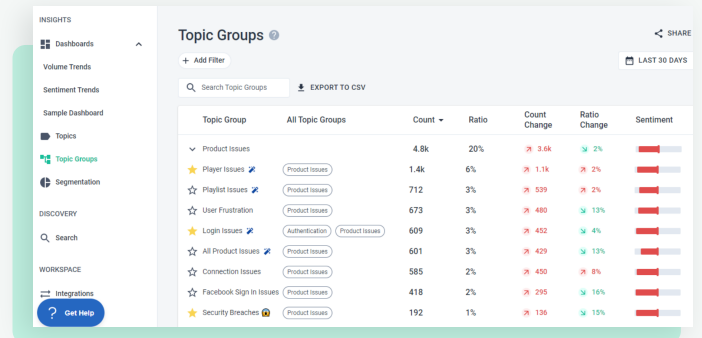 INSIGHTS
Dashboards
Volume Trends
Sentiment Trends
Sample Dashboard
Topics
Topic Groups
Segmentation
DISCOVERY
Search
WORKSPACE
Integrations
? Get Help
Topic Groups ?
SHARE
+ Add Filter
LAST 30 DAYS
Search Topic Groups
EXPORT TO CSV
Topic Group All Topic Groups Count Ratio Count Change Ratio Change Sentiment
Product Issues 4.8k 20% 3.6k 2%
Player Issues Product Issues 1.4k 6% 1.1k 2%
Playlist Issues Product Issues 712 3% 539 2%
User Frustration Product Issues 673 3% 480 13%
Login Issues Authentication Product Issues 609 3% 452 4%
All Product Issues Product Issues 601 3% 429 13%
Connection Issues Product Issues 585 2% 450 8%
Facebook Sign In Issues Product Issues 418 2% 295 16%
Security Breaches 😱 Product Issues 192 1% 136 15%